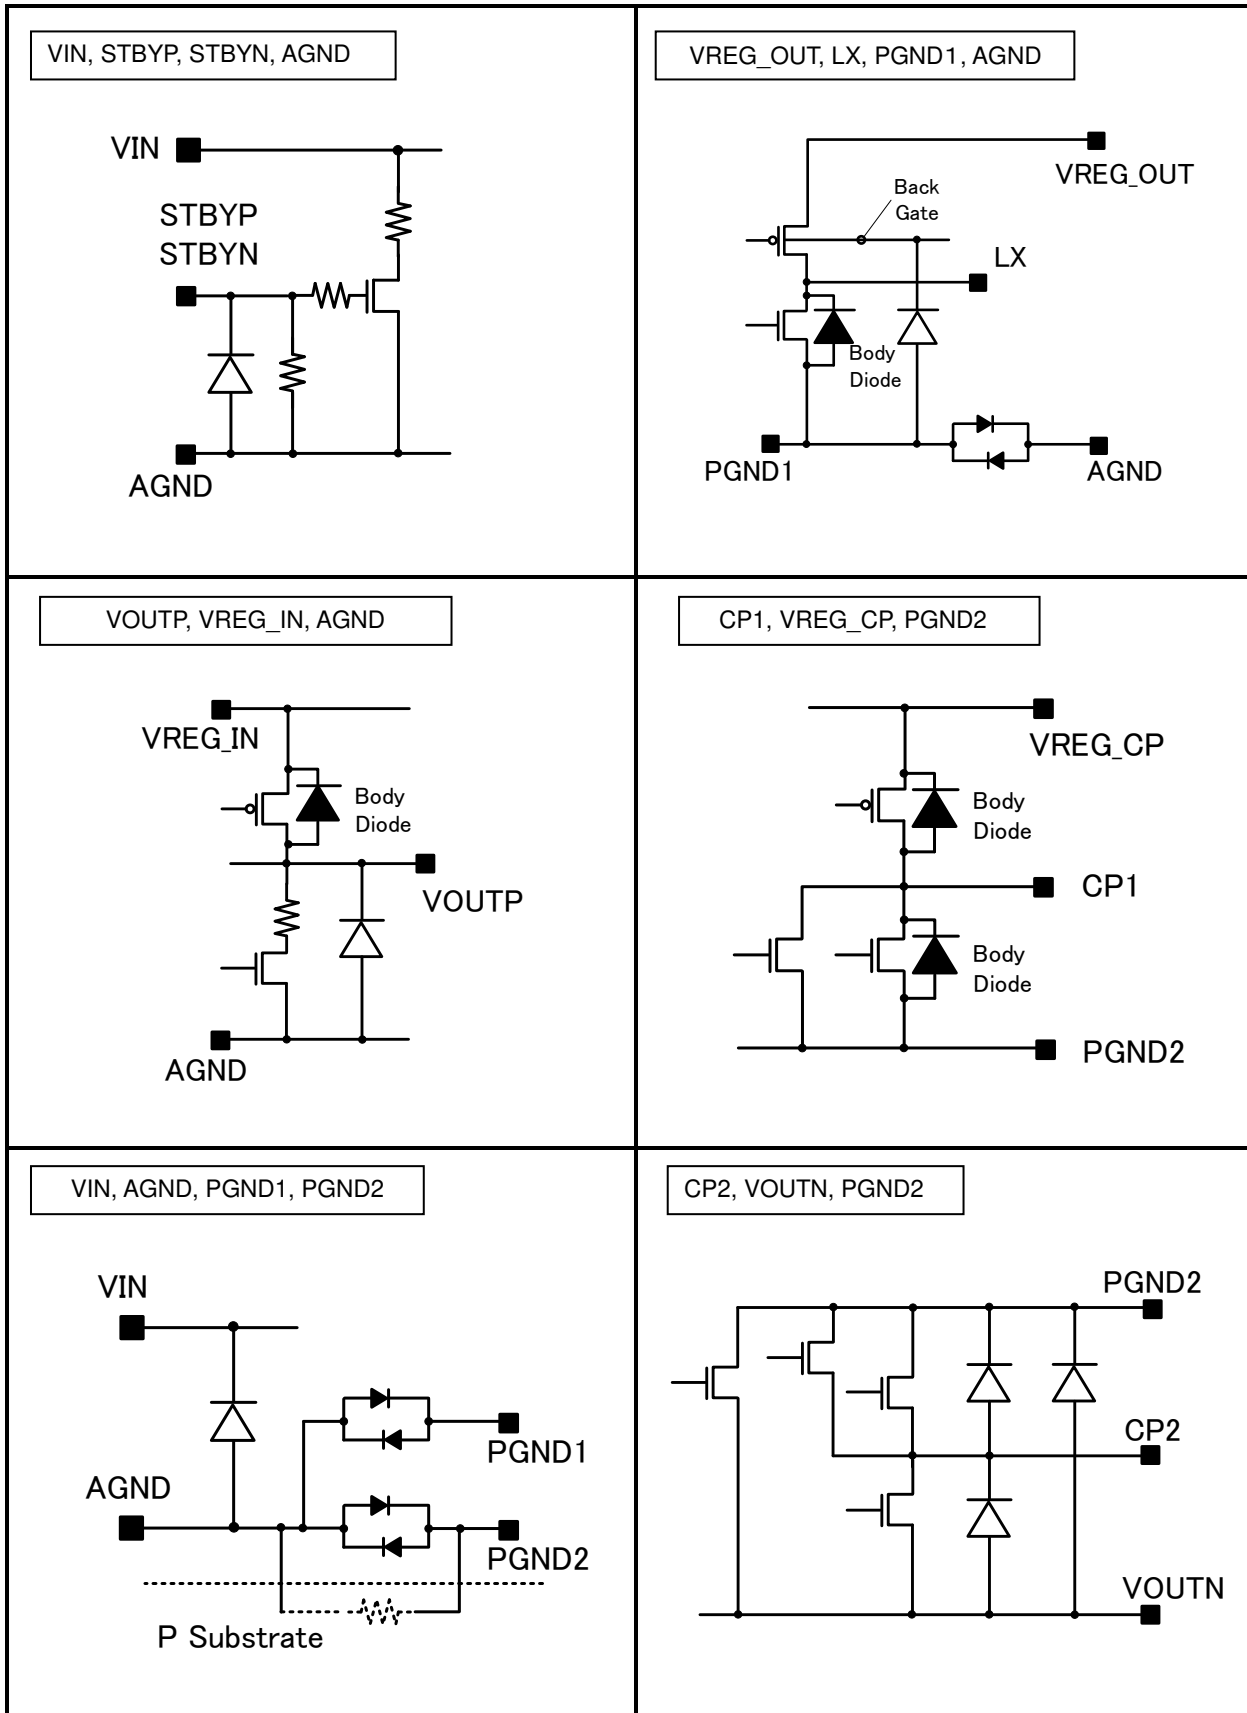 VIN, STBYP, STBYN, AGND
VIN
STBYP
STBYN
AGND
VREG_OUT, LX, PGND1, AGND
VREG_OUT
Back
Gate
LX
Body
Diode
PGND1
AGND
VOUTP, VREG_IN, AGND
VREG_IN
Body
Diode
VOUTP
AGND
CP1, VREG_CP, PGND2
VREG_CP
Body
Diode
CP1
Body
Diode
PGND2
VIN, AGND, PGND1, PGND2
VIN
PGND1
AGND
PGND2
P Substrate
CP2, VOUTN, PGND2
PGND2
CP2
VOUTN